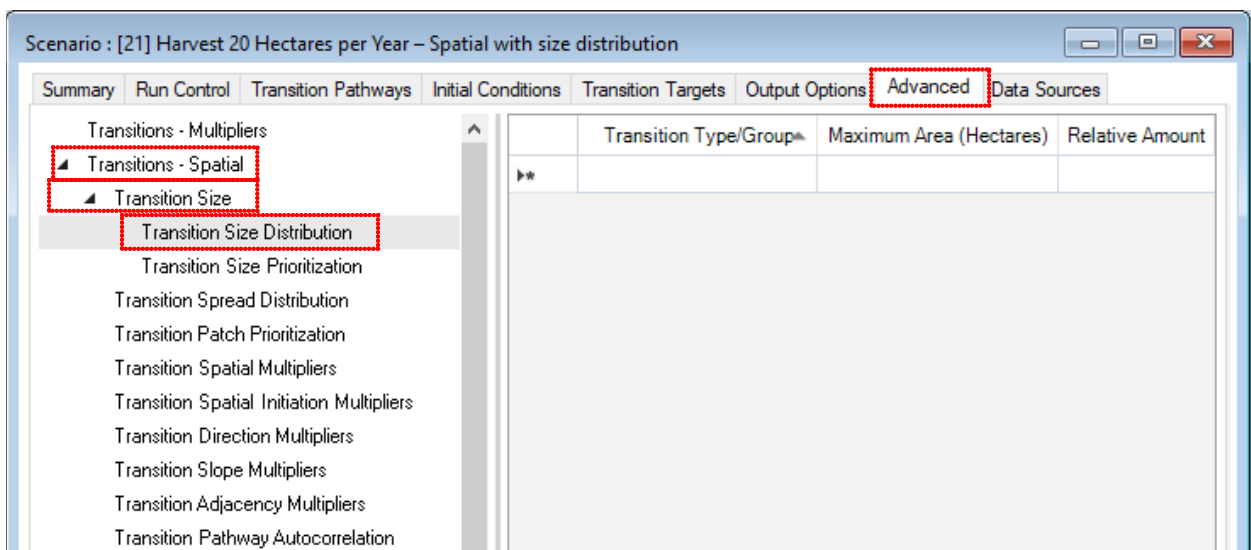 Scenario : [21] Harvest 20 Hectares per Year – Spatial with size distribution
Summary Run Control Transition Pathways Initial Conditions Transition Targets Output Options Advanced Data Sources
Transitions - Multipliers
Transitions - Spatial
Transition Size
Transition Size Distribution
Transition Size Prioritization
Transition Spread Distribution
Transition Patch Prioritization
Transition Spatial Multipliers
Transition Spatial Initiation Multipliers
Transition Direction Multipliers
Transition Slope Multipliers
Transition Adjacency Multipliers
Transition Pathway Autocorrelation
Transition Type/Group Maximum Area (Hectares) Relative Amount